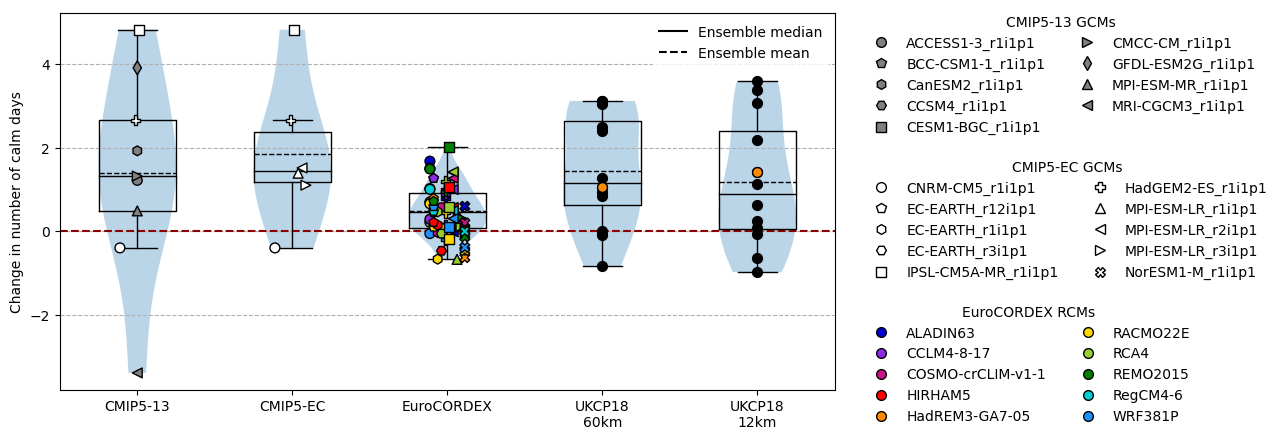 Change in number of calm days
4
2
0
−2
Ensemble median
Ensemble mean
CMIP5-13
CMIP5-EC
EuroCORDEX
UKCP18
60km
UKCP18
12km
CMIP5-13 GCMs
ACCESS1-3_r1i1p1
BCC-CSM1-1_r1i1p1
CanESM2_r1i1p1
CCSM4_r1i1p1
CESM1-BGC_r1i1p1
CMCC-CM_r1i1p1
GFDL-ESM2G_r1i1p1
MPI-ESM-MR_r1i1p1
MRI-CGCM3_r1i1p1
CMIP5-EC GCMs
CNRM-CM5_r1i1p1
EC-EARTH_r12i1p1
EC-EARTH_r1i1p1
EC-EARTH_r3i1p1
IPSL-CM5A-MR_r1i1p1
HadGEM2-ES_r1i1p1
MPI-ESM-LR_r1i1p1
MPI-ESM-LR_r2i1p1
MPI-ESM-LR_r3i1p1
NorESM1-M_r1i1p1
EuroCORDEX RCMs
ALADIN63
CCLM4-8-17
COSMO-crCLIM-v1-1
HIRHAM5
HadREM3-GA7-05
RACMO22E
RCA4
REMO2015
RegCM4-6
WRF381P